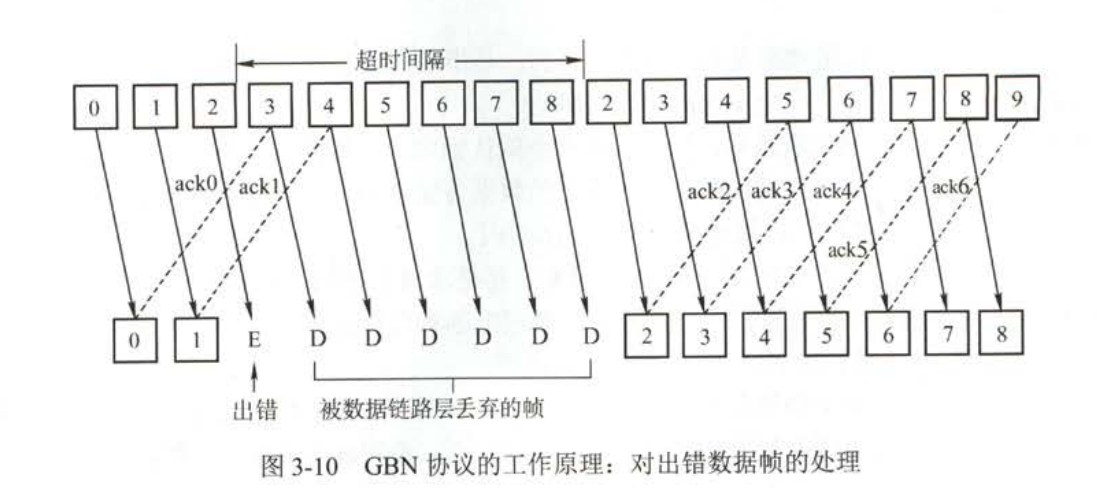 超时间隔
0 1 2 3 4 5 6 7 8 2 3 4 5 6 7 8 9
ack0 ack1 ack2 ack3 ack4 ack6
ack5
0 1 E D D D D D D 2 3 4 5 6 7 8
出错 被数据链路层丢弃的帧
图 3-10 GBN 协议的工作原理：对出错数据帧的处理